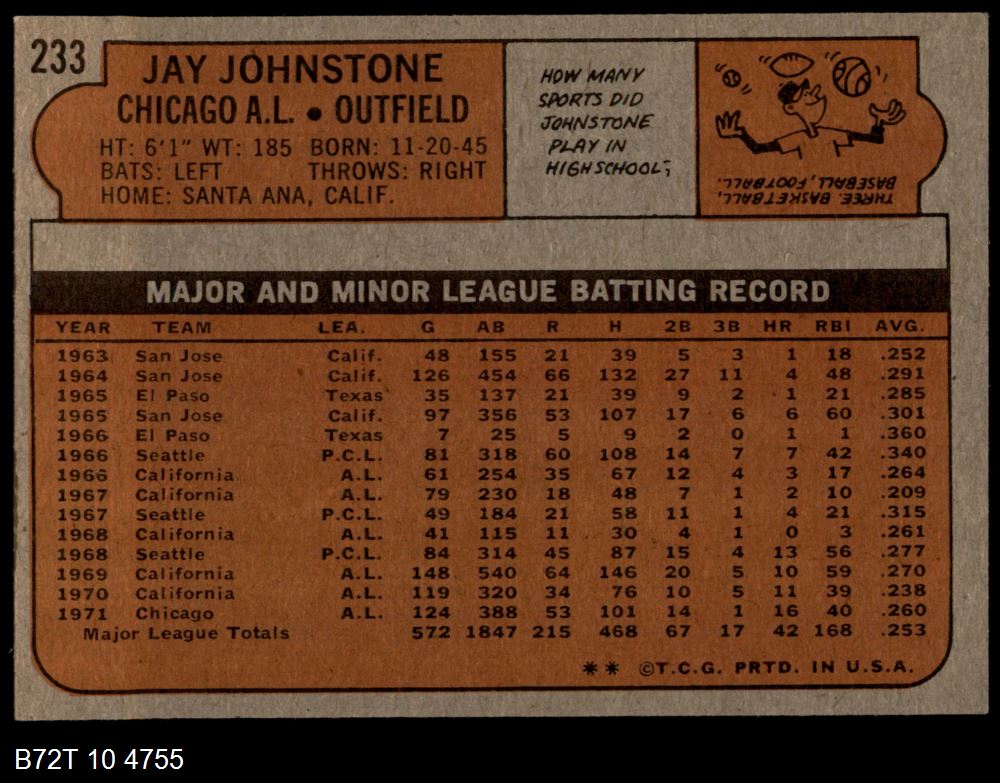 233
JAY JOHNSTONE
CHICAGO A.L. • OUTFIELD
HT: 6'1" WT: 185 BORN: 11-20-45
BATS: LEFT THROWS: RIGHT
HOME: SANTA ANA, CALIF.
HOW MANY
SPORTS DID
JOHNSTONE
PLAY IN
HIGH SCHOOL?
THREE. BASKETBALL,
BASEBALL, FOOTBALL.
MAJOR AND MINOR LEAGUE BATTING RECORD
YEAR TEAM LEA. G AB R H 2B 3B HR RBI AVG.
1963 San Jose Calif. 48 155 21 39 5 3 1 18 .252
1964 San Jose Calif. 126 454 66 132 27 11 4 48 .291
1965 El Paso Texas 35 137 21 39 9 2 1 21 .285
1965 San Jose Calif. 97 356 53 107 17 6 6 60 .301
1966 El Paso Texas 7 25 5 9 2 0 1 1 .360
1966 Seattle P.C.L. 81 318 60 108 14 7 7 42 .340
1966 California A.L. 61 254 35 67 12 4 3 17 .264
1967 California A.L. 79 230 18 48 7 1 2 10 .209
1967 Seattle P.C.L. 49 184 21 58 11 1 4 21 .315
1968 California A.L. 41 115 11 30 4 1 0 3 .261
1968 Seattle P.C.L. 84 314 45 87 15 4 13 56 .277
1969 California A.L. 148 540 64 146 20 5 10 59 .270
1970 California A.L. 119 320 34 76 10 5 11 39 .238
1971 Chicago A.L. 124 388 53 101 14 1 16 40 .260
Major League Totals 572 1847 215 468 67 17 42 168 .253
** ©T.C.G. PRTD. IN U.S.A.
B72T 10 4755